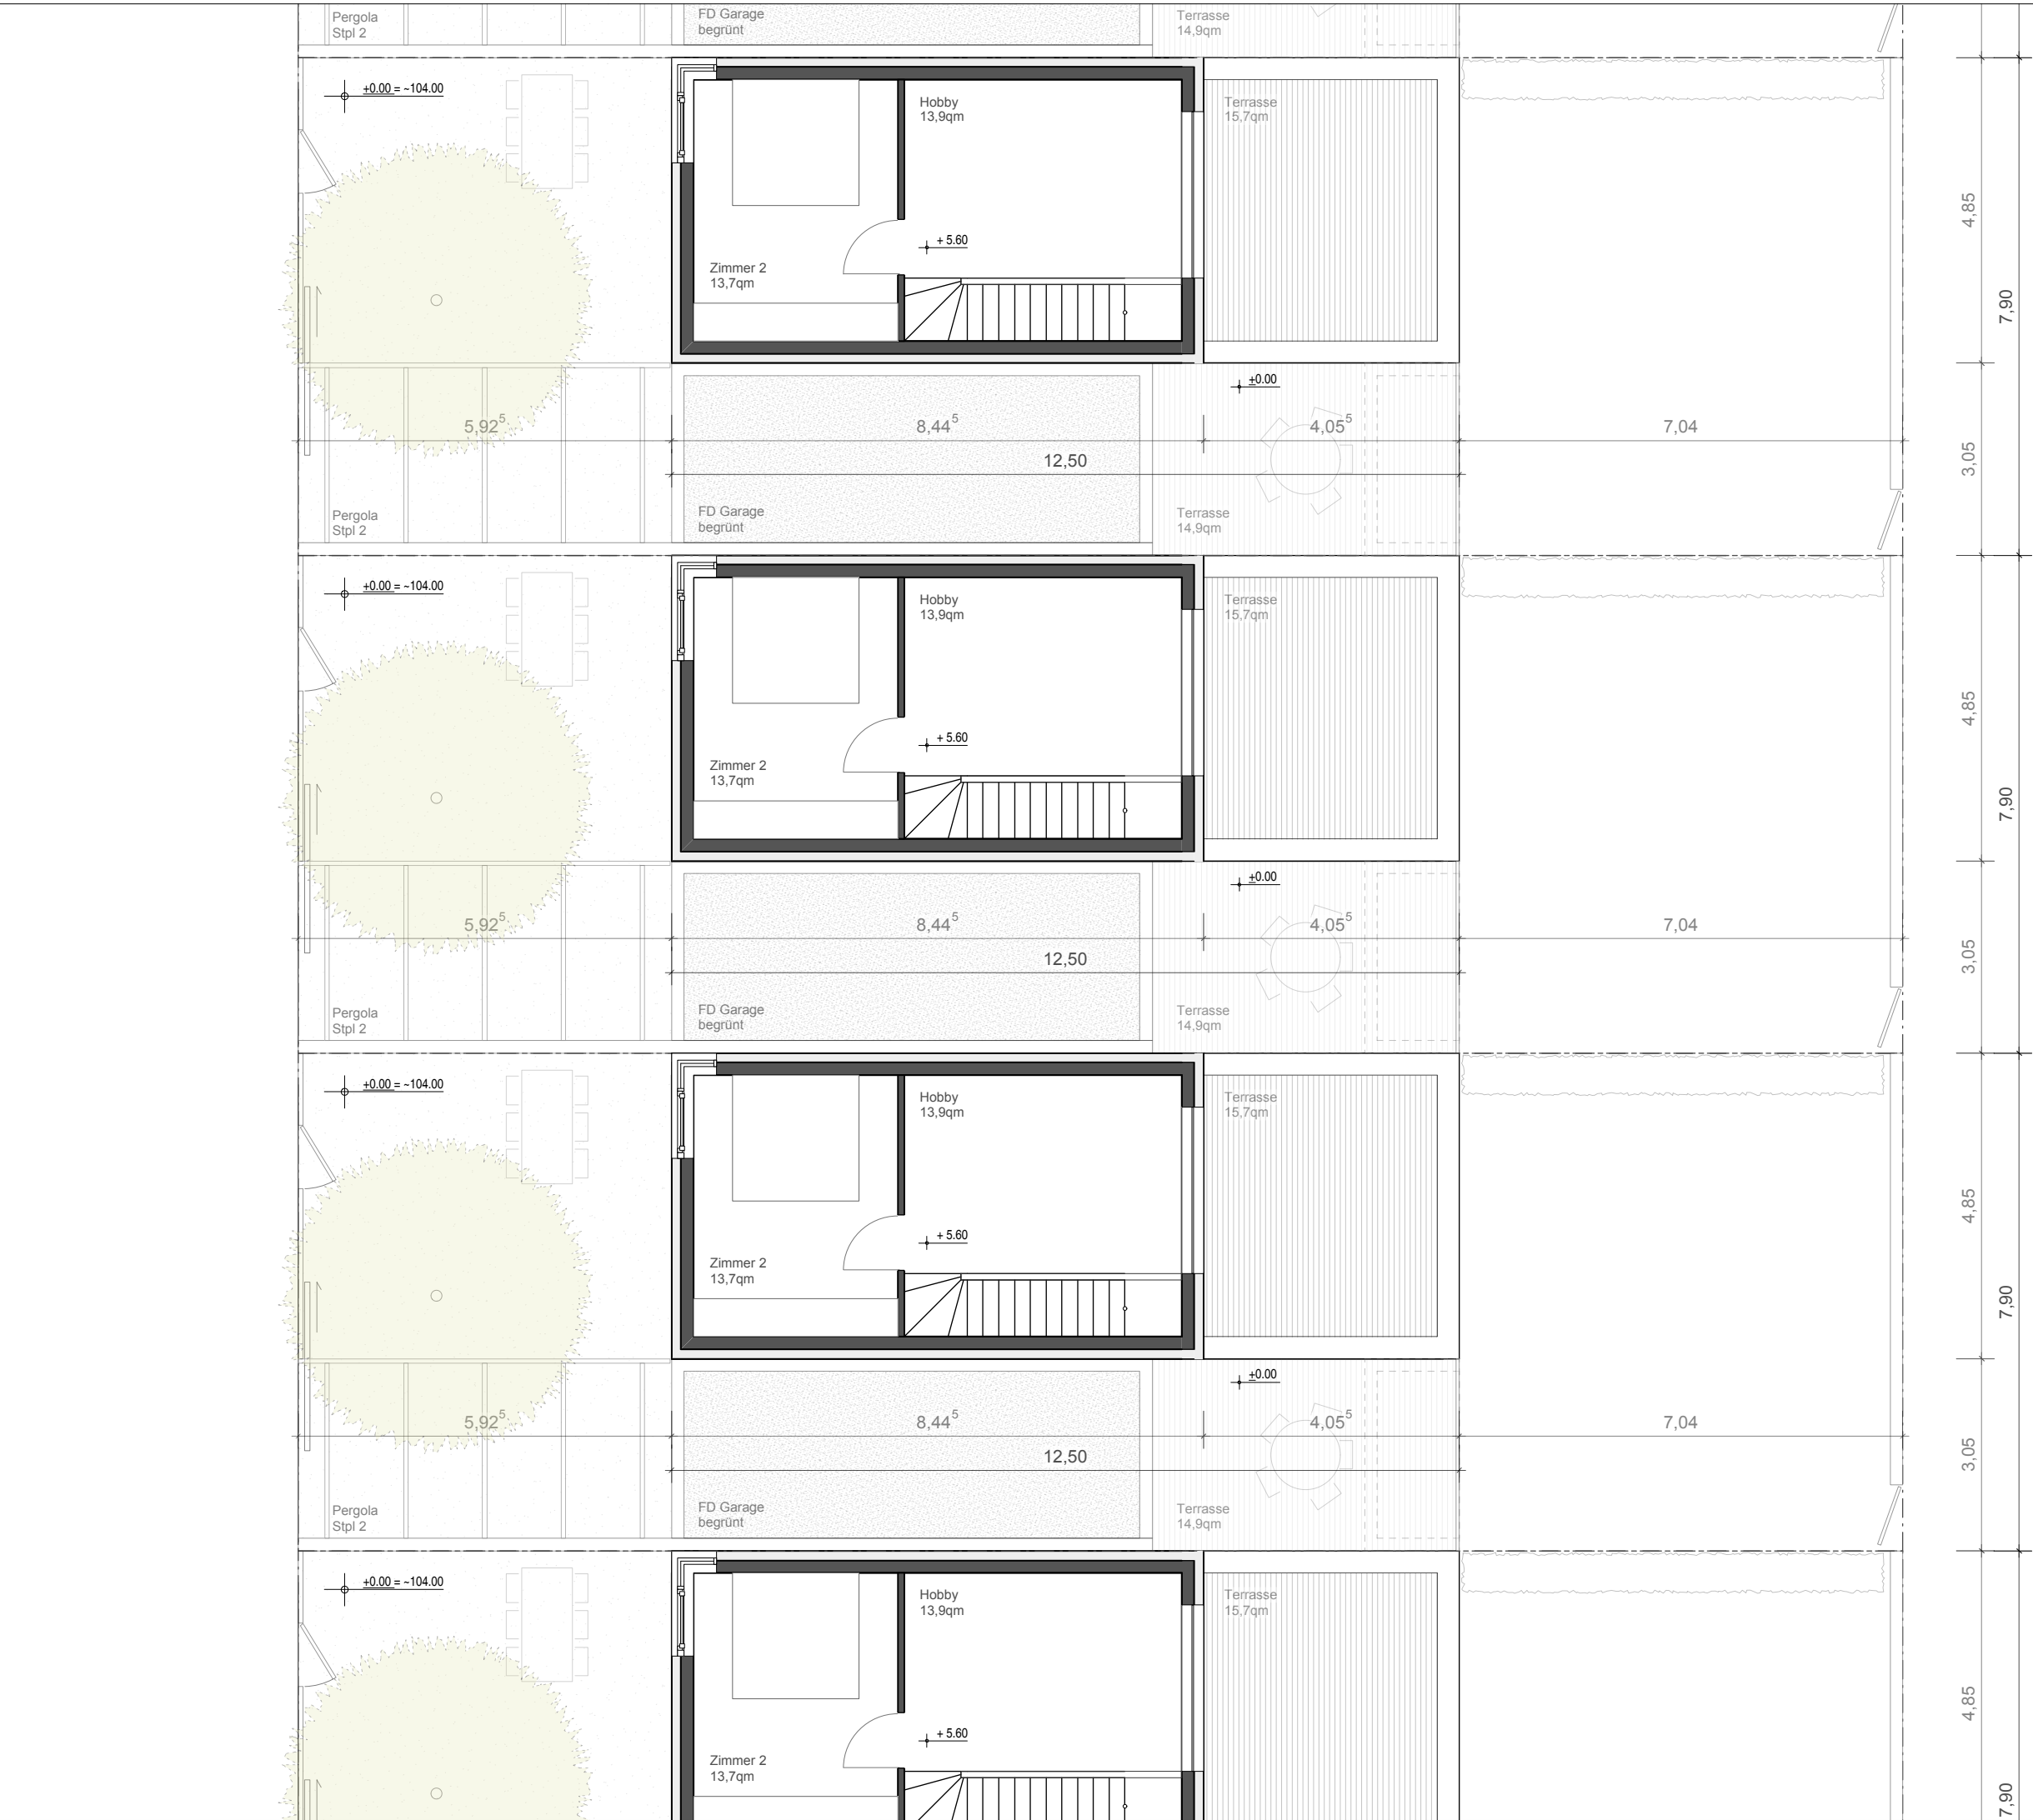 Pergola
Stpl 2
FD Garage
begrünt
Terrasse
14,9qm
+0.00 = ~104.00
Hobby
13,9qm
Terrasse
15,7qm
4,85
+ 5.60
Zimmer 2
13,7qm
7,90
±0.00
5,92⁵
8,44⁵
4,05⁵
7,04
12,50
3,05
Pergola
Stpl 2
FD Garage
begrünt
Terrasse
14,9qm
+0.00 = ~104.00
Hobby
13,9qm
Terrasse
15,7qm
4,85
+ 5.60
Zimmer 2
13,7qm
7,90
±0.00
5,92⁵
8,44⁵
4,05⁵
7,04
12,50
3,05
Pergola
Stpl 2
FD Garage
begrünt
Terrasse
14,9qm
+0.00 = ~104.00
Hobby
13,9qm
Terrasse
15,7qm
4,85
+ 5.60
Zimmer 2
13,7qm
7,90
±0.00
5,92⁵
8,44⁵
4,05⁵
7,04
12,50
3,05
Pergola
Stpl 2
FD Garage
begrünt
Terrasse
14,9qm
+0.00 = ~104.00
Hobby
13,9qm
Terrasse
15,7qm
4,85
+ 5.60
Zimmer 2
13,7qm
7,90